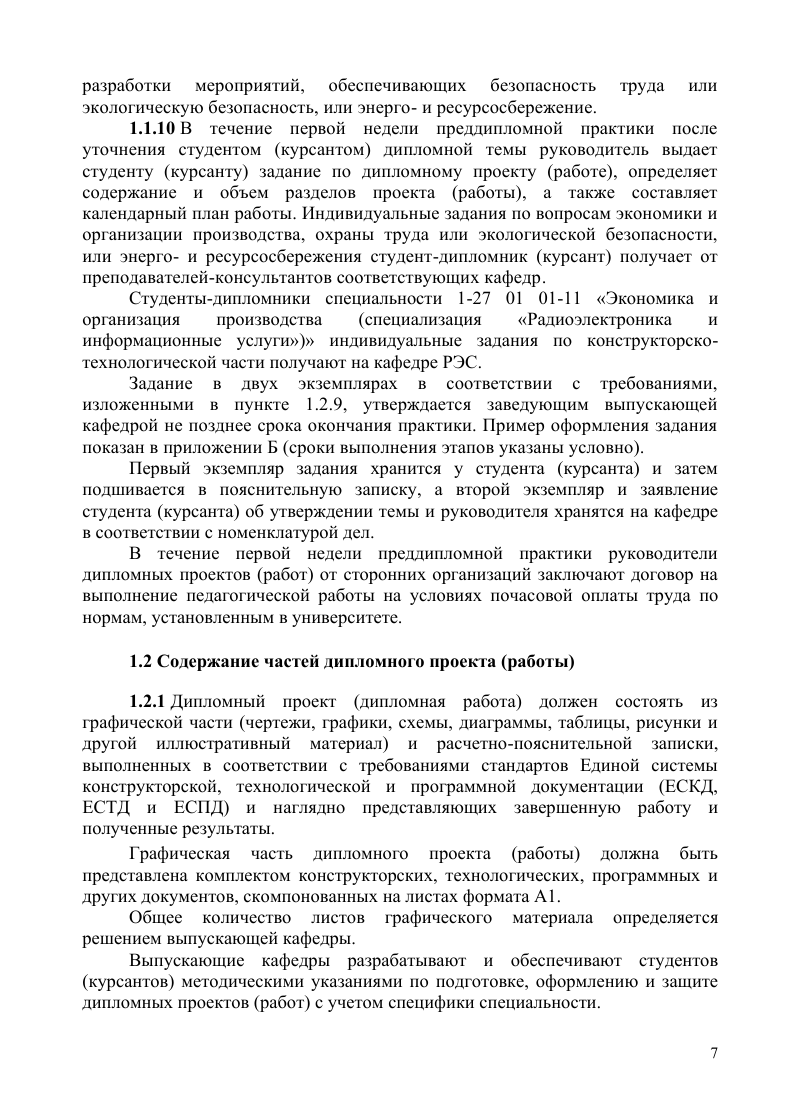 разработки мероприятий, обеспечивающих безопасность труда или
экологическую безопасность, или энерго- и ресурсосбережение.
1.1.10 В течение первой недели преддипломной практики после
уточнения студентом (курсантом) дипломной темы руководитель выдает
студенту (курсанту) задание по дипломному проекту (работе), определяет
содержание и объем разделов проекта (работы), а также составляет
календарный план работы. Индивидуальные задания по вопросам экономики и
организации производства, охраны труда или экологической безопасности,
или энерго- и ресурсосбережения студент-дипломник (курсант) получает от
преподавателей-консультантов соответствующих кафедр.
Студенты-дипломники специальности 1-27 01 01-11 «Экономика и
организация производства (специализация «Радиоэлектроника и
информационные услуги»)» индивидуальные задания по конструкторско-
технологической части получают на кафедре РЭС.
Задание в двух экземплярах в соответствии с требованиями,
изложенными в пункте 1.2.9, утверждается заведующим выпускающей
кафедрой не позднее срока окончания практики. Пример оформления задания
показан в приложении Б (сроки выполнения этапов указаны условно).
Первый экземпляр задания хранится у студента (курсанта) и затем
подшивается в пояснительную записку, а второй экземпляр и заявление
студента (курсанта) об утверждении темы и руководителя хранятся на кафедре
в соответствии с номенклатурой дел.
В течение первой недели преддипломной практики руководители
дипломных проектов (работ) от сторонних организаций заключают договор на
выполнение педагогической работы на условиях почасовой оплаты труда по
нормам, установленным в университете.
1.2 Содержание частей дипломного проекта (работы)
1.2.1 Дипломный проект (дипломная работа) должен состоять из
графической части (чертежи, графики, схемы, диаграммы, таблицы, рисунки и
другой иллюстративный материал) и расчетно-пояснительной записки,
выполненных в соответствии с требованиями стандартов Единой системы
конструкторской, технологической и программной документации (ЕСКД,
ЕСТД и ЕСПД) и наглядно представляющих завершенную работу и
полученные результаты.
Графическая часть дипломного проекта (работы) должна быть
представлена комплектом конструкторских, технологических, программных и
других документов, скомпонованных на листах формата А1.
Общее количество листов графического материала определяется
решением выпускающей кафедры.
Выпускающие кафедры разрабатывают и обеспечивают студентов
(курсантов) методическими указаниями по подготовке, оформлению и защите
дипломных проектов (работ) с учетом специфики специальности.
7